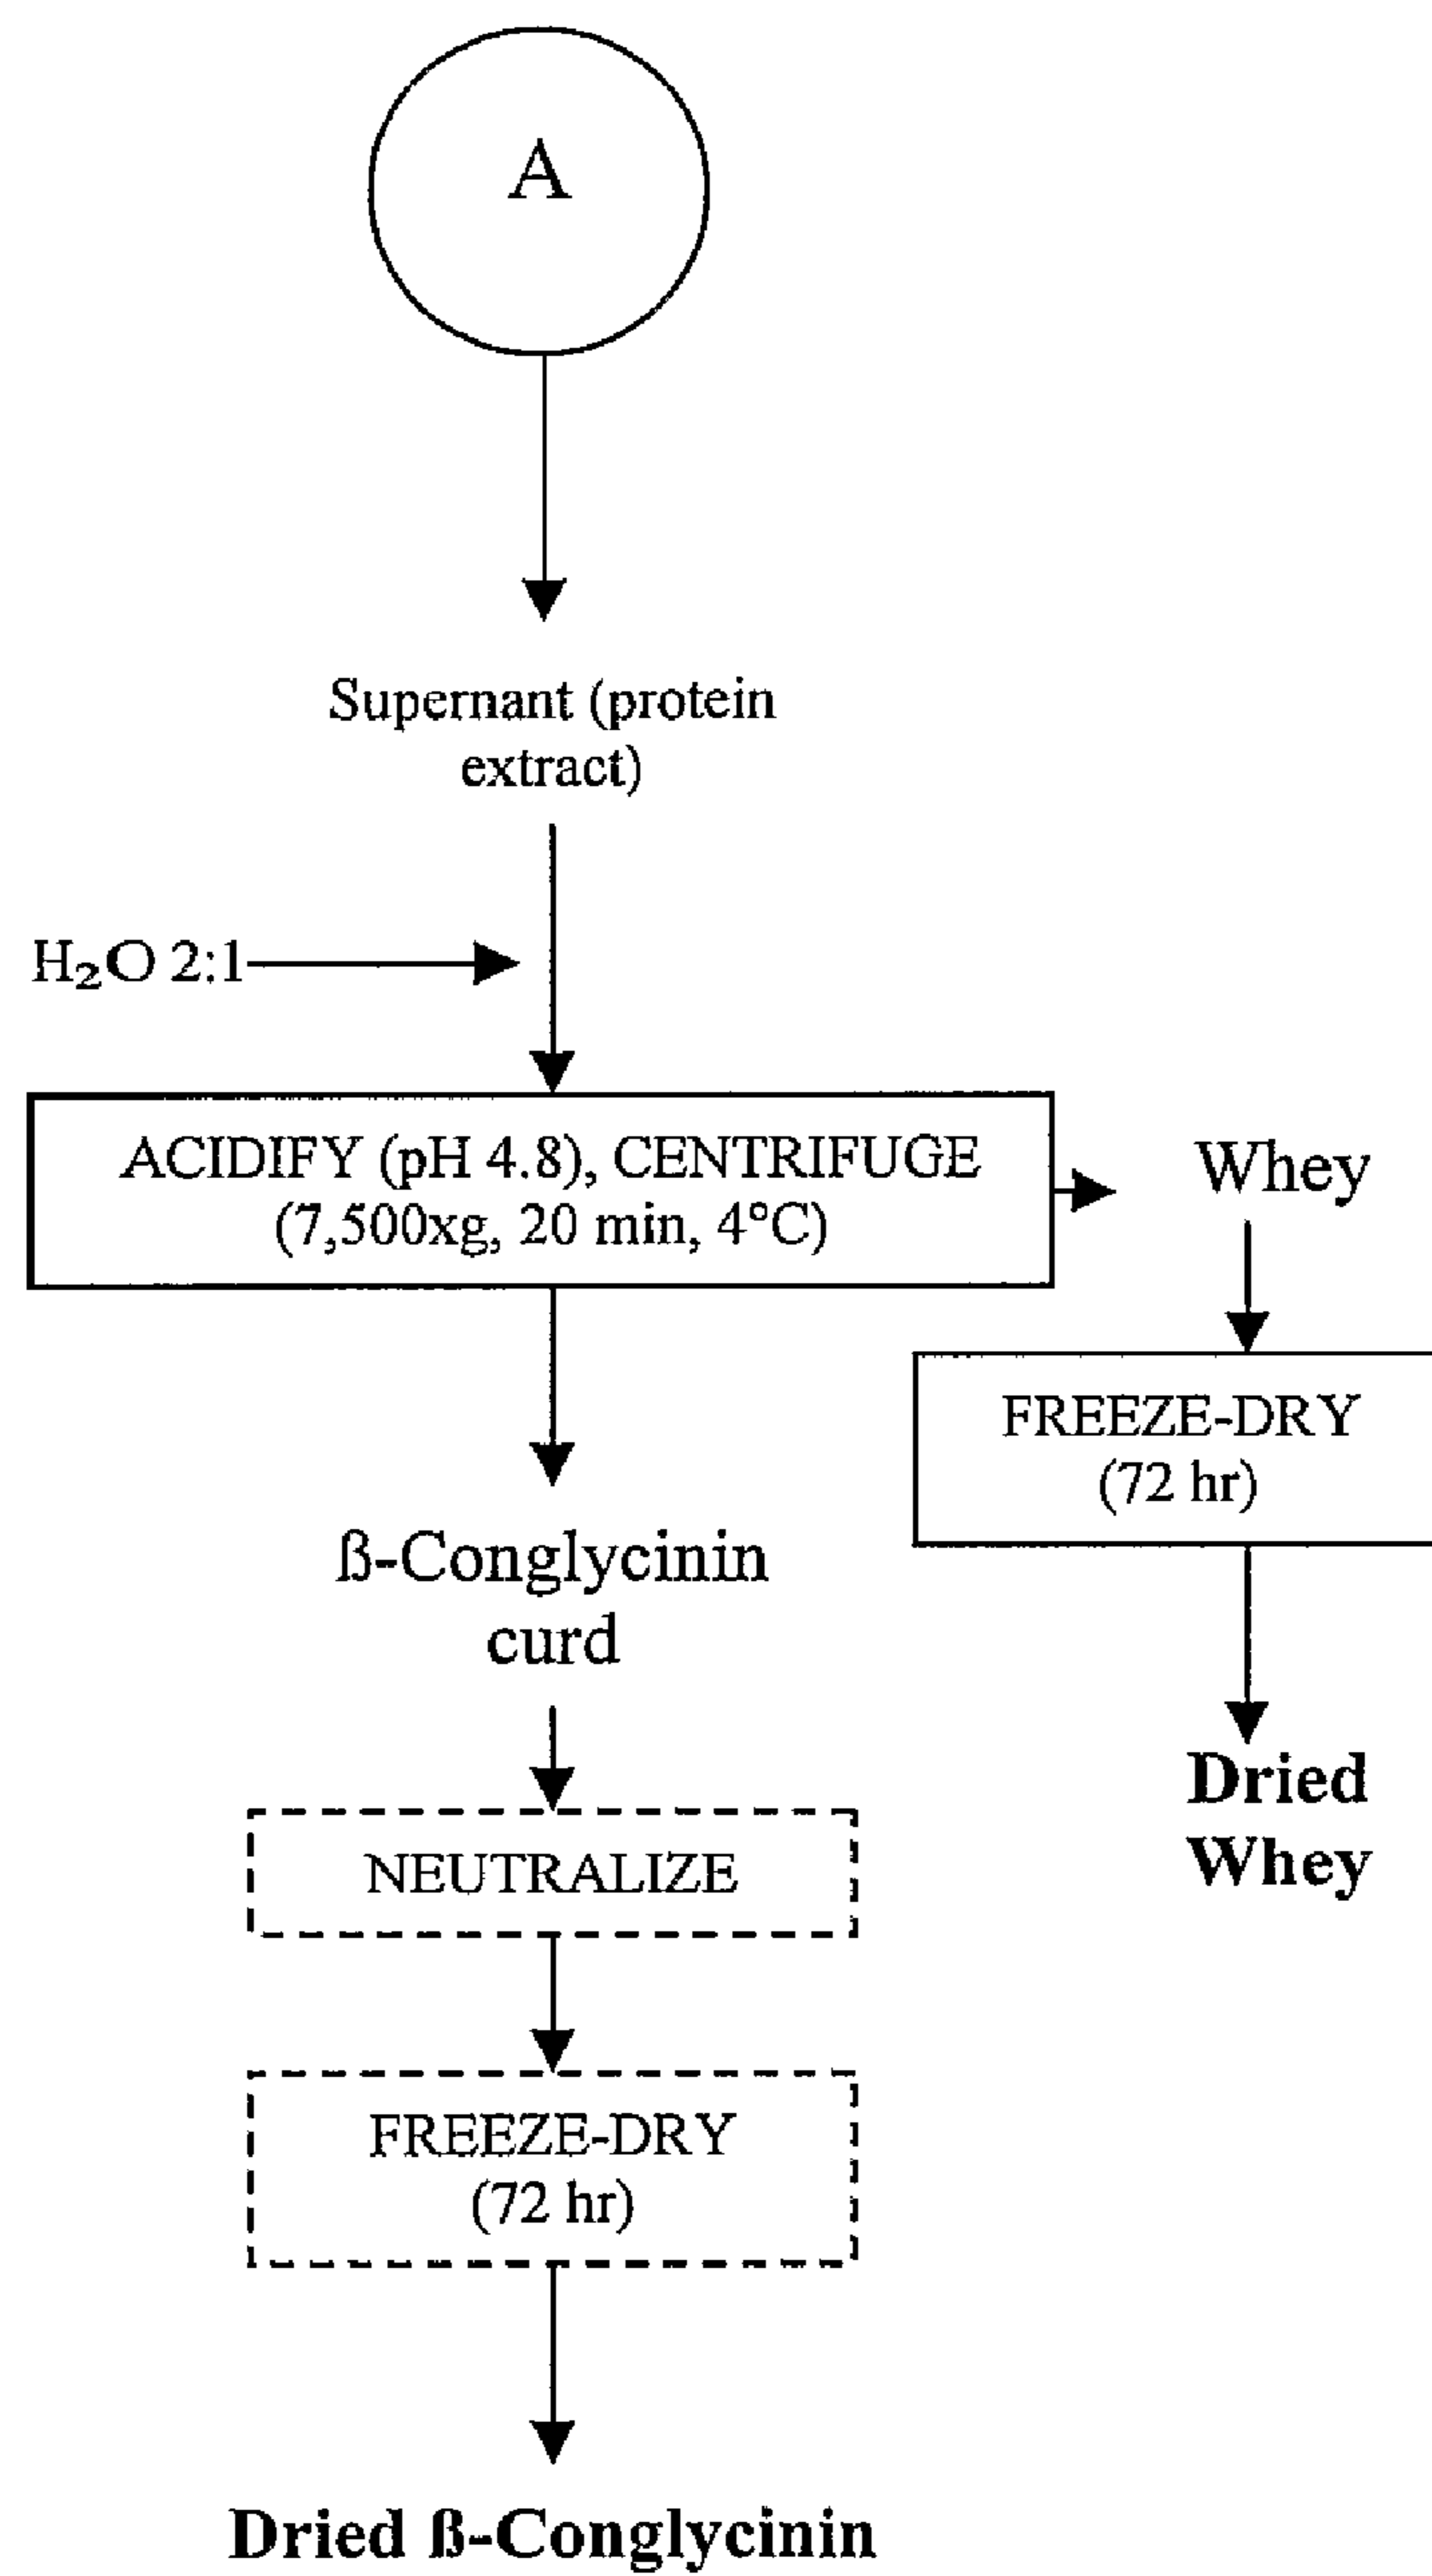 A
Supernant (protein
extract)
H₂O 2:1
ACIDIFY (pH 4.8), CENTRIFUGE
(7,500xg, 20 min, 4°C)
Whey
FREEZE-DRY
(72 hr)
Dried
Whey
ß-Conglycinin
curd
NEUTRALIZE
FREEZE-DRY
(72 hr)
Dried ß-Conglycinin